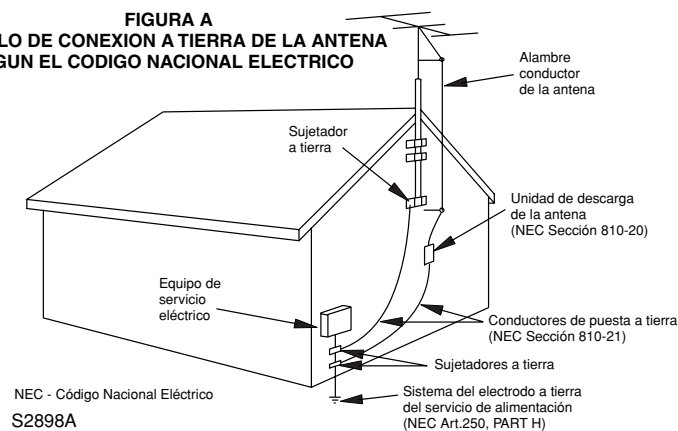 FIGURA A
LO DE CONEXION A TIERRA DE LA ANTENA
GUN EL CODIGO NACIONAL ELECTRICO
Alambre
conductor
de la antena
Sujetador
a tierra
Unidad de descarga
de la antena
(NEC Sección 810-20)
Equipo de
servicio
eléctrico
Conductores de puesta a tierra
(NEC Sección 810-21)
Sujetadores a tierra
Sistema del electrodo a tierra
del servicio de alimentación
(NEC Art.250, PART H)
NEC - Código Nacional Eléctrico
S2898A